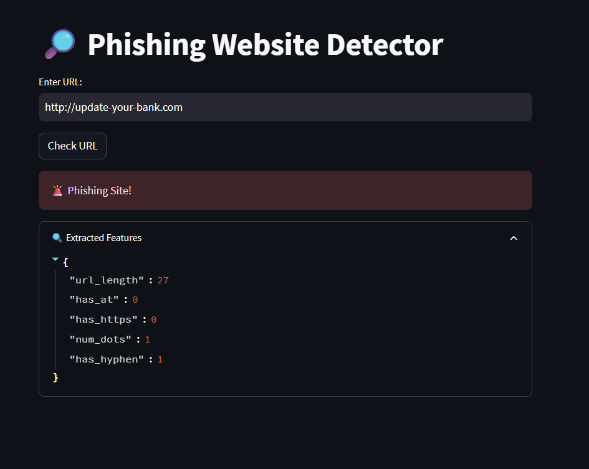 Phishing Website Detector
Enter URL:
http://update-your-bank.com
Check URL
Phishing Site!
Extracted Features
{
"url_length" : 27
"has_at" : 0
"has_https" : 0
"num_dots" : 1
"has_hyphen" : 1
}